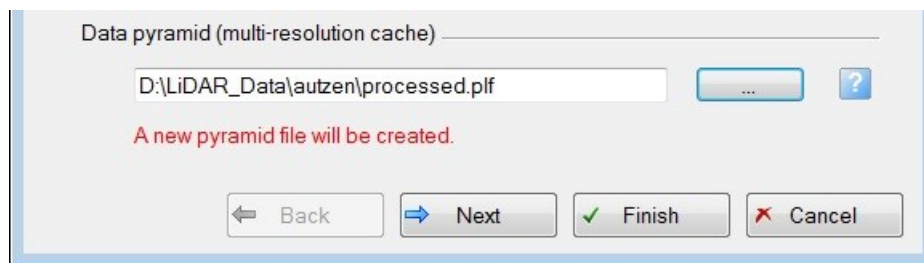 Data pyramid (multi-resolution cache)
D:\LiDAR_Data\autzen\processed.plf ... ?
A new pyramid file will be created.
Back Next Finish Cancel